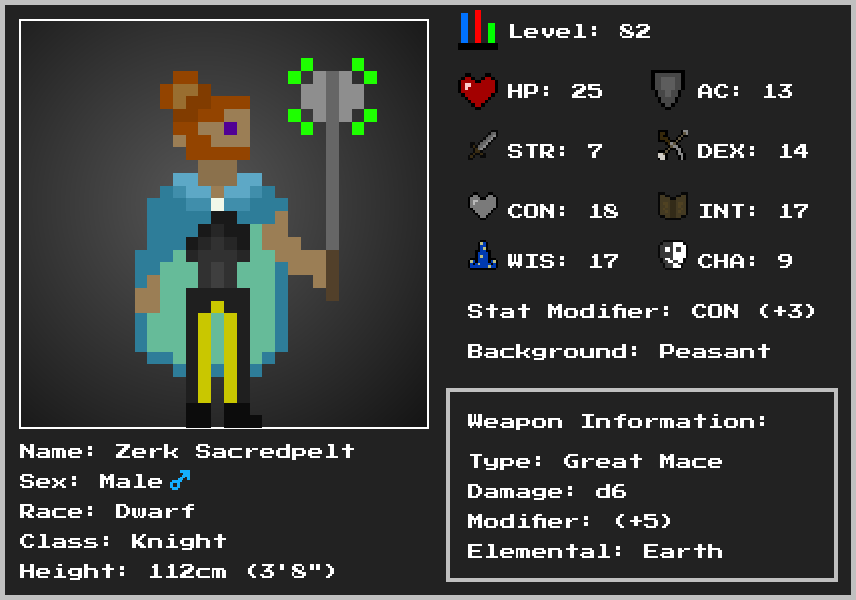 Level: 82
HP: 25 AC: 13
STR: 7 DEX: 14
CON: 18 INT: 17
WIS: 17 CHA: 9
Stat Modifier: CON (+3)
Background: Peasant
Weapon Information:
Type: Great Mace
Damage: d6
Modifier: (+5)
Elemental: Earth
Name: Zerk Sacredpelt
Sex: Male ♂
Race: Dwarf
Class: Knight
Height: 112cm (3'8")